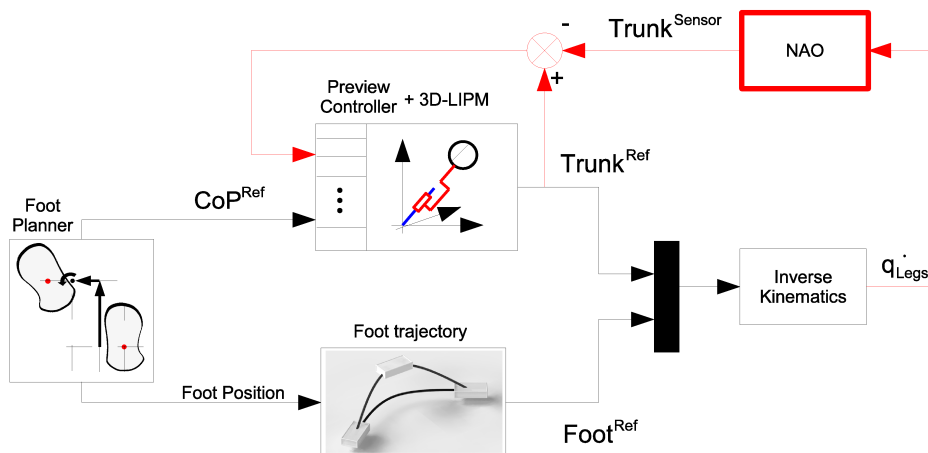 -
Trunk^Sensor
NAO
+
Preview
Controller + 3D-LIPM
Trunk^Ref
CoP^Ref
Foot
Planner
Inverse
Kinematics
q̇_Legs
Foot trajectory
Foot Position
Foot^Ref